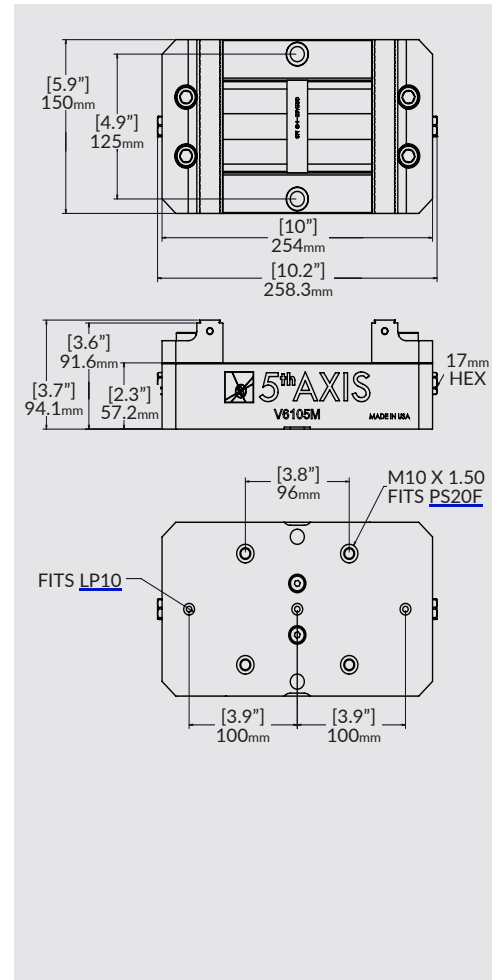 [5.9”]
150mm
[4.9”]
125mm
[10”]
254mm
[10.2”]
258.3mm
[3.6”]
91.6mm
[3.7”]
94.1mm
[2.3”]
57.2mm
17mm
HEX
5th AXIS
V6105M
MADE IN USA
[3.8”]
96mm
M10 X 1.50
FITS PS20F
FITS LP10
[3.9”]
100mm
[3.9”]
100mm